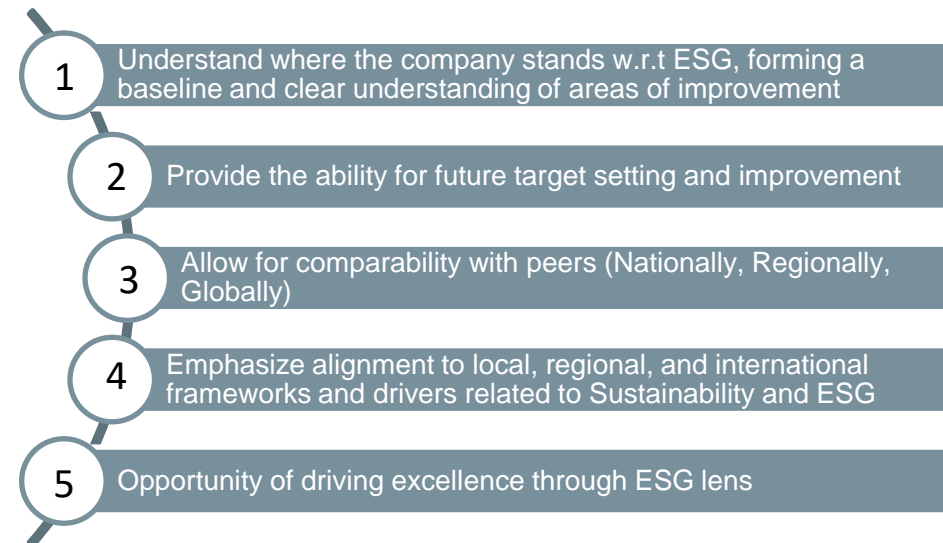 1
Understand where the company stands w.r.t ESG, forming a
baseline and clear understanding of areas of improvement
2
Provide the ability for future target setting and improvement
3
Allow for comparability with peers (Nationally, Regionally,
Globally)
4
Emphasize alignment to local, regional, and international
frameworks and drivers related to Sustainability and ESG
5
Opportunity of driving excellence through ESG lens